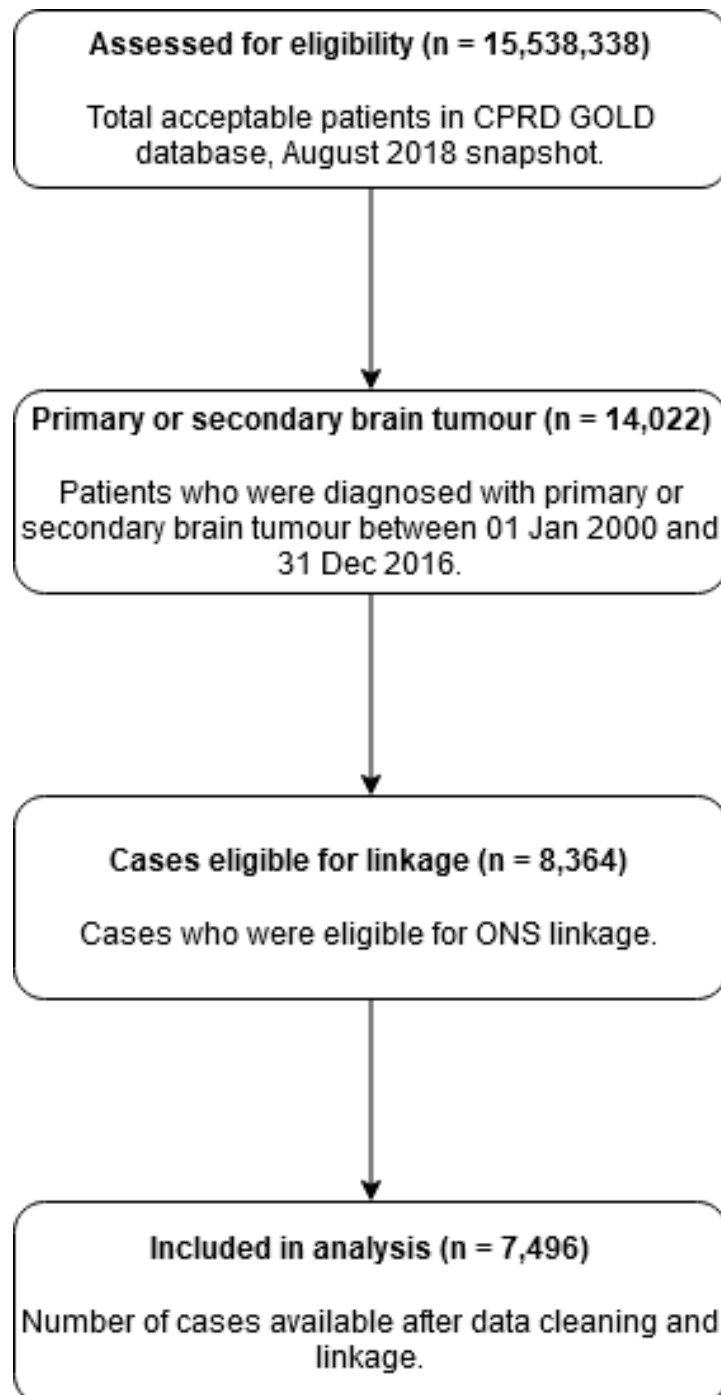 Assessed for eligibility (n = 15,538,338)
Total acceptable patients in CPRD GOLD
database, August 2018 snapshot.
Primary or secondary brain tumour (n = 14,022)
Patients who were diagnosed with primary or
secondary brain tumour between 01 Jan 2000 and
31 Dec 2016.
Cases eligible for linkage (n = 8,364)
Cases who were eligible for ONS linkage.
Included in analysis (n = 7,496)
Number of cases available after data cleaning and
linkage.